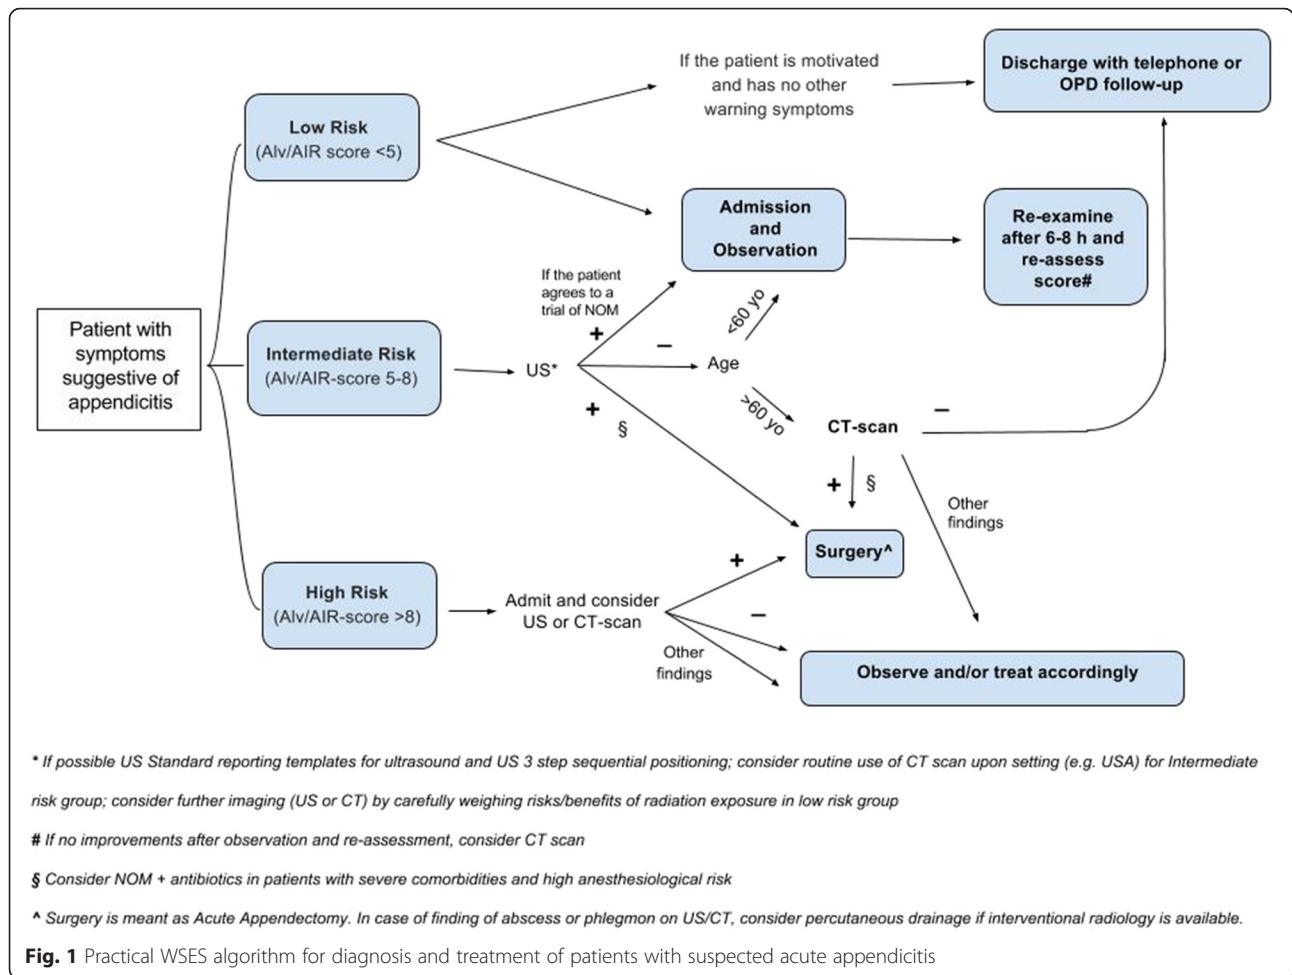 If the patient is motivated
and has no other
warning symptoms
Discharge with telephone or
OPD follow-up
Low Risk
(Alv/AIR score <5)
Admission
and
Observation
Re-examine
after 6-8 h and
re-assess
score#
If the patient
agrees to a
trial of NOM
+
<60 yo
Patient with
symptoms
suggestive of
appendicitis
Intermediate Risk
(Alv/AIR-score 5-8)
US*
−
Age
+
§
>60 yo
CT-scan
−
+
§
Other
findings
Surgery^
High Risk
(Alv/AIR-score >8)
Admit and consider
US or CT-scan
+
−
Other
findings
Observe and/or treat accordingly
* If possible US Standard reporting templates for ultrasound and US 3 step sequential positioning; consider routine use of CT scan upon setting (e.g. USA) for Intermediate
risk group; consider further imaging (US or CT) by carefully weighing risks/benefits of radiation exposure in low risk group
# If no improvements after observation and re-assessment, consider CT scan
§ Consider NOM + antibiotics in patients with severe comorbidities and high anesthesiological risk
^ Surgery is meant as Acute Appendectomy. In case of finding of abscess or phlegmon on US/CT, consider percutaneous drainage if interventional radiology is available.
Fig. 1 Practical WSES algorithm for diagnosis and treatment of patients with suspected acute appendicitis